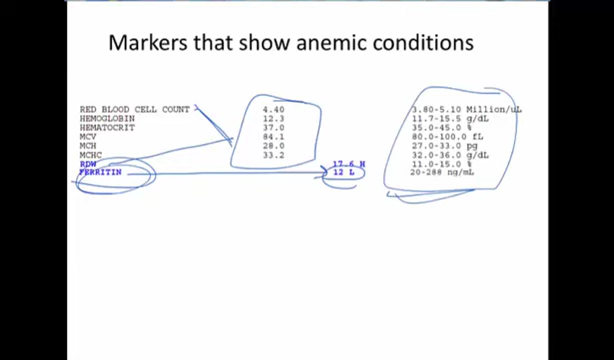 Markers that show anemic conditions
RED BLOOD CELL COUNT 4.40 3.80-5.10 Million/uL
HEMOGLOBIN 12.3 11.7-15.5 g/dL
HEMATOCRIT 37.0 35.0-45.0 %
MCV 84.1 80.0-100.0 fL
MCH 28.0 27.0-33.0 pg
MCHC 33.2 32.0-36.0 g/dL
RDW 17.6 H 11.0-15.0 %
FERRITIN 12 L 20-288 ng/mL